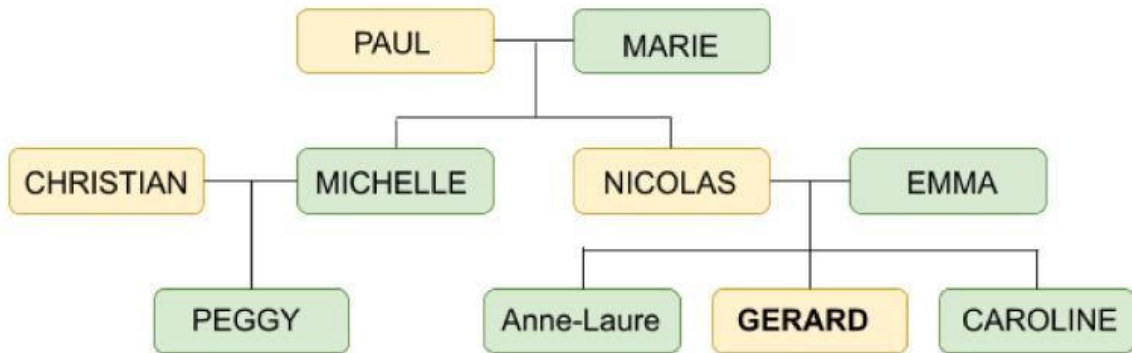 PAUL
MARIE
CHRISTIAN
MICHELLE
NICOLAS
EMMA
PEGGY
Anne-Laure
GERARD
CAROLINE